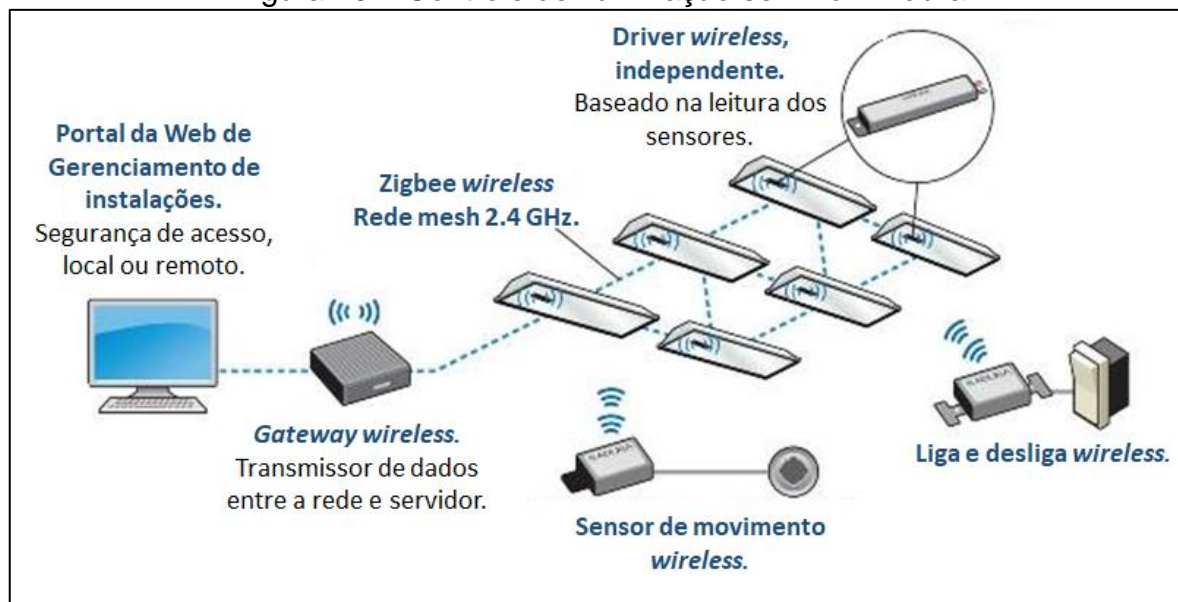 Driver wireless,
independente.
Baseado na leitura dos
sensores.
Portal da Web de
Gerenciamento de
instalações.
Segurança de acesso,
local ou remoto.
Zigbee wireless
Rede mesh 2.4 GHz.
Gateway wireless.
Transmissor de dados
entre a rede e servidor.
Sensor de movimento
wireless.
Liga e desliga wireless.